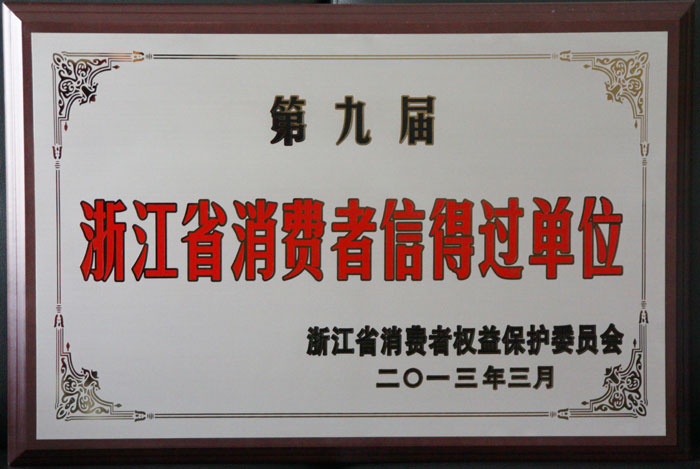 第九届
浙江省消费者信得过单位
浙江省消费者权益保护委员会
二〇一三年三月